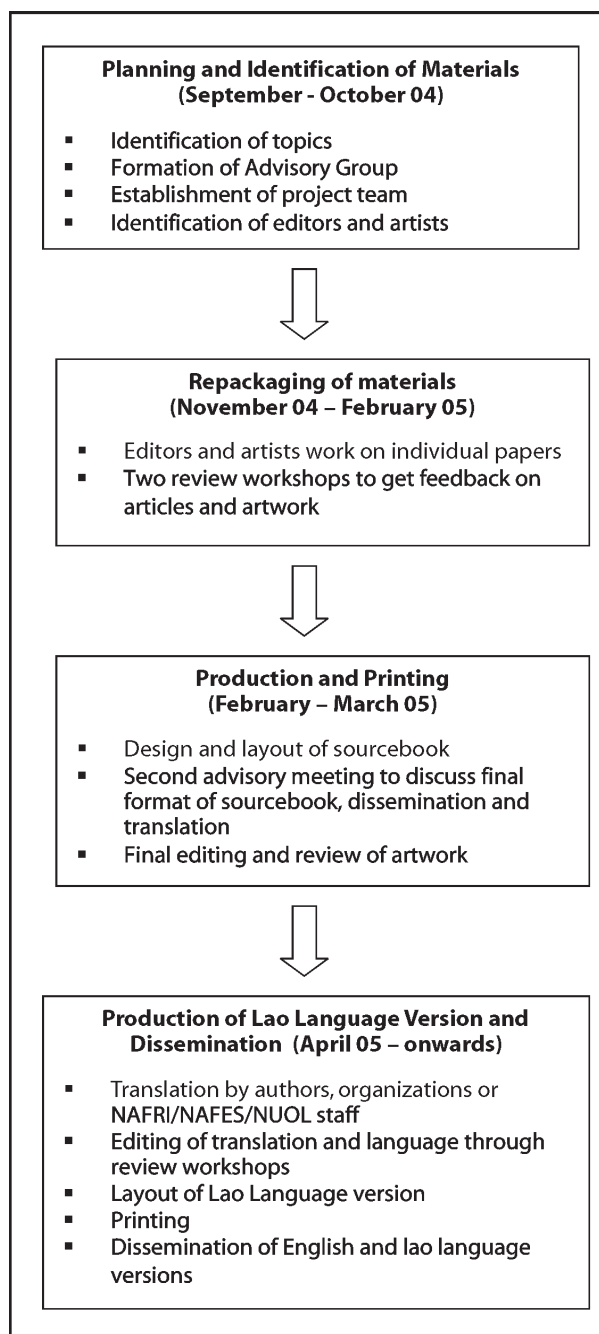 Planning and Identification of Materials
(September - October 04)
▪ Identification of topics
▪ Formation of Advisory Group
▪ Establishment of project team
▪ Identification of editors and artists
Repackaging of materials
(November 04 – February 05)
▪ Editors and artists work on individual papers
▪ Two review workshops to get feedback on
articles and artwork
Production and Printing
(February – March 05)
▪ Design and layout of sourcebook
▪ Second advisory meeting to discuss final
format of sourcebook, dissemination and
translation
▪ Final editing and review of artwork
Production of Lao Language Version and
Dissemination (April 05 – onwards)
▪ Translation by authors, organizations or
NAFRI/NAFES/NUOL staff
▪ Editing of translation and language through
review workshops
▪ Layout of Lao Language version
▪ Printing
▪ Dissemination of English and lao language
versions